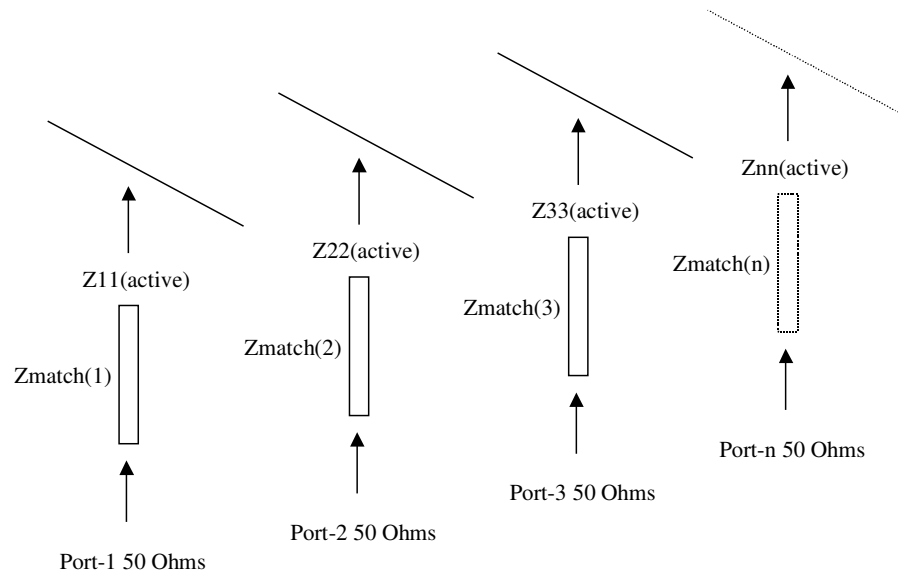 Z11(active)
Zmatch(1)
Port-1 50 Ohms
Z22(active)
Zmatch(2)
Port-2 50 Ohms
Z33(active)
Zmatch(3)
Port-3 50 Ohms
Znn(active)
Zmatch(n)
Port-n 50 Ohms